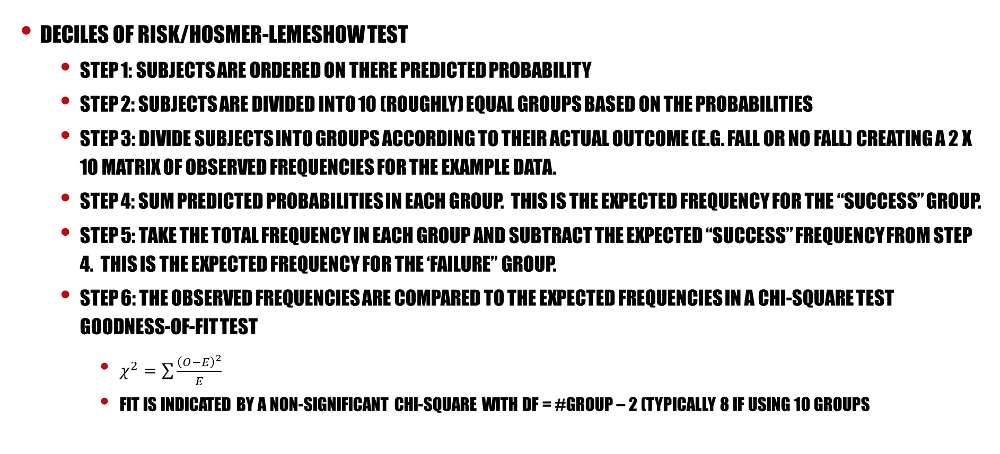 • DECILES OF RISK/HOSMER-LEMESHOW TEST
• STEP 1: SUBJECTS ARE ORDERED ON THERE PREDICTED PROBABILITY
• STEP 2: SUBJECTS ARE DIVIDED INTO 10 (ROUGHLY) EQUAL GROUPS BASED ON THE PROBABILITIES
• STEP 3: DIVIDE SUBJECTS INTO GROUPS ACCORDING TO THEIR ACTUAL OUTCOME (E.G. FALL OR NO FALL) CREATING A 2 X
10 MATRIX OF OBSERVED FREQUENCIES FOR THE EXAMPLE DATA.
• STEP 4: SUM PREDICTED PROBABILITIES IN EACH GROUP.  THIS IS THE EXPECTED FREQUENCY FOR THE “SUCCESS” GROUP.
• STEP 5: TAKE THE TOTAL FREQUENCY IN EACH GROUP AND SUBTRACT THE EXPECTED “SUCCESS” FREQUENCY FROM STEP
4.  THIS IS THE EXPECTED FREQUENCY FOR THE ‘FAILURE” GROUP.
• STEP 6: THE OBSERVED FREQUENCIES ARE COMPARED TO THE EXPECTED FREQUENCIES IN A CHI-SQUARE TEST
GOODNESS-OF-FIT TEST
• χ² = ∑ (O−E)² / E
• FIT IS INDICATED BY A NON-SIGNIFICANT CHI-SQUARE WITH DF = #GROUP – 2 (TYPICALLY 8 IF USING 10 GROUPS